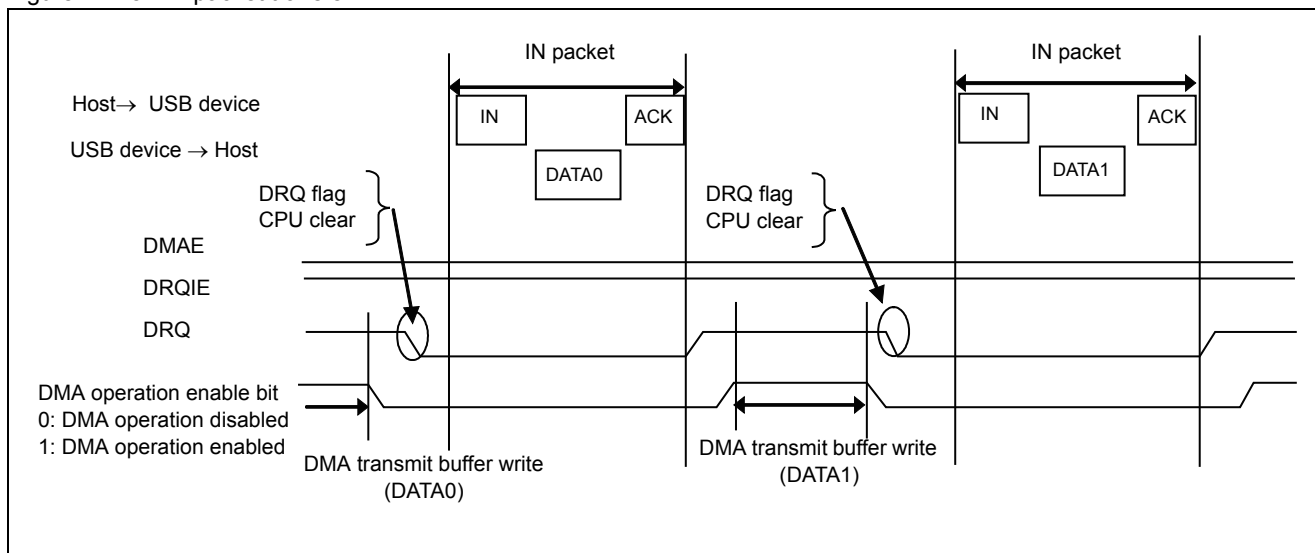 IN packet
IN packet
Host→ USB device
IN
ACK
IN
ACK
USB device → Host
DATA0
DATA1
DRQ flag
CPU clear
DRQ flag
CPU clear
DMAE
DRQIE
DRQ
DMA operation enable bit
0: DMA operation disabled
1: DMA operation enabled
DMA transmit buffer write
(DATA0)
DMA transmit buffer write
(DATA1)